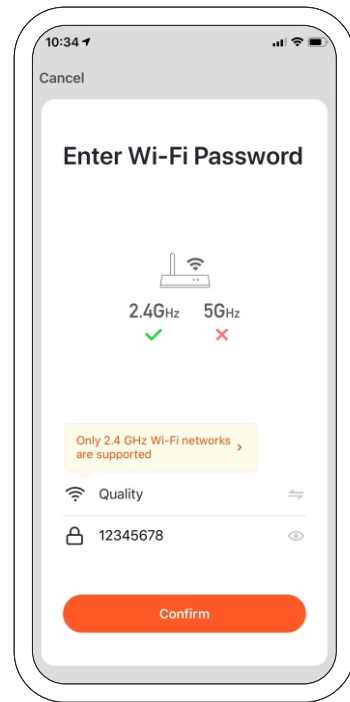 10:34
Cancel
Enter Wi-Fi Password
2.4GHz 5GHz
Only 2.4 GHz Wi-Fi networks
are supported
Quality
12345678
Confirm